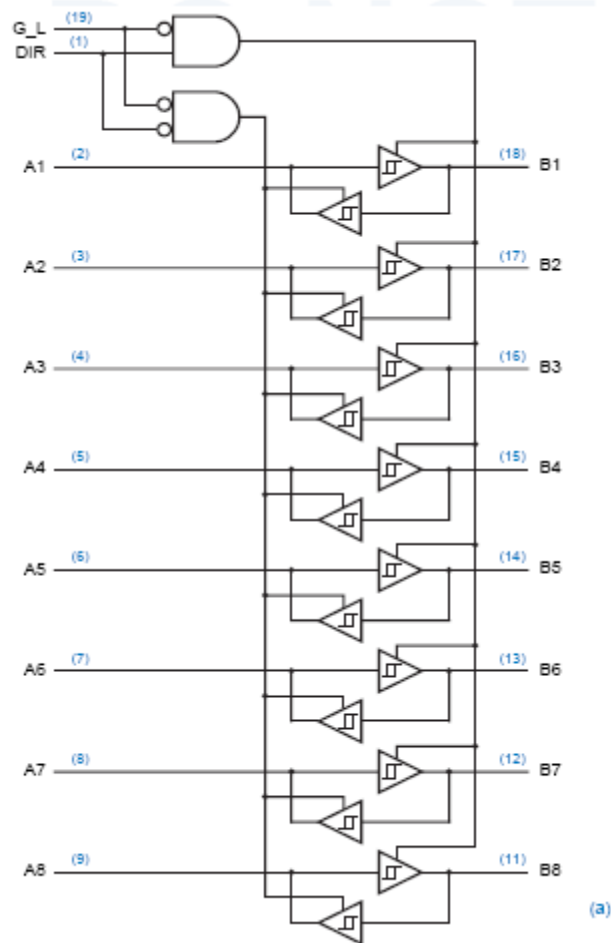 G_L (19)
DIR (1)
A1 (2) (18) B1
A2 (3) (17) B2
A3 (4) (16) B3
A4 (5) (15) B4
A5 (6) (14) B5
A6 (7) (13) B6
A7 (8) (12) B7
A8 (9) (11) B8
(a)